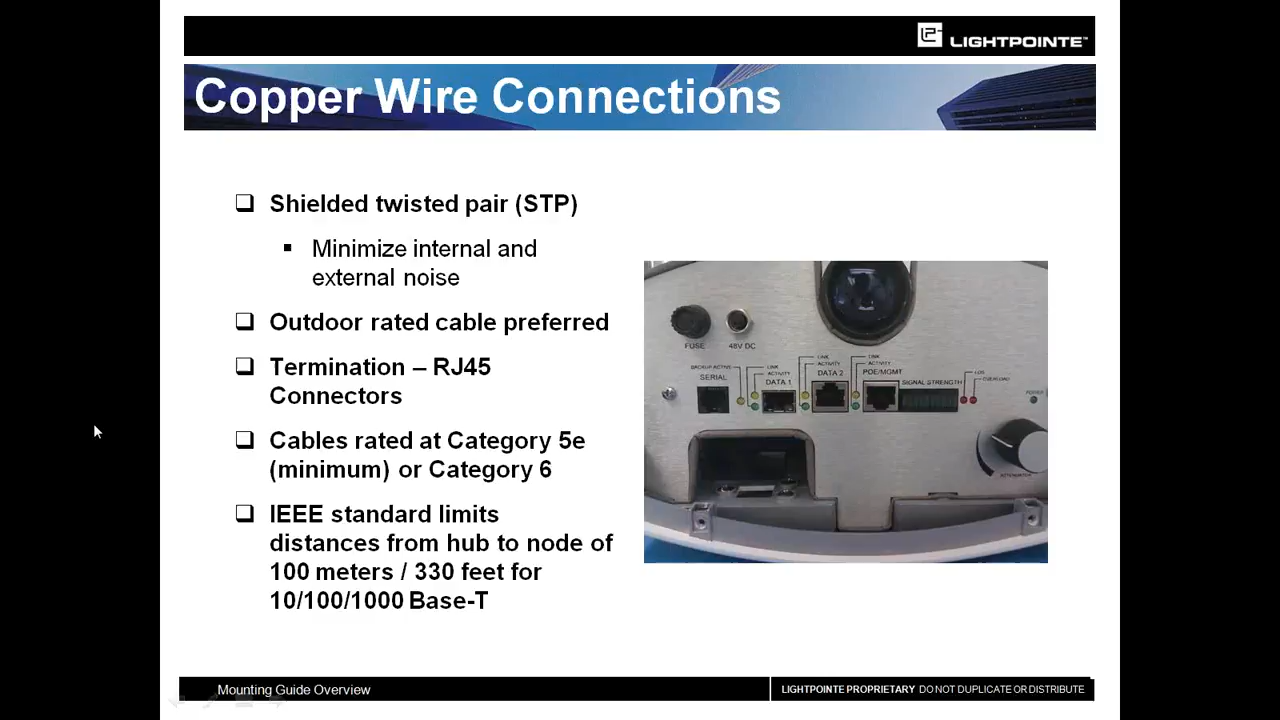 LIGHTPOINTE™
Copper Wire Connections
❑ Shielded twisted pair (STP)
▪ Minimize internal and
external noise
❑ Outdoor rated cable preferred
❑ Termination – RJ45
Connectors
❑ Cables rated at Category 5e
(minimum) or Category 6
❑ IEEE standard limits
distances from hub to node of
100 meters / 330 feet for
10/100/1000 Base-T
FUSE
48V DC
BACKUP ACTIVE
SERIAL
LINK
ACTIVITY
DATA 1
LINK
ACTIVITY
DATA 2
LINK
ACTIVITY
POE/MGMT
SIGNAL STRENGTH
LOS
OVERLOAD
POWER
Mounting Guide Overview
LIGHTPOINTE PROPRIETARY DO NOT DUPLICATE OR DISTRIBUTE